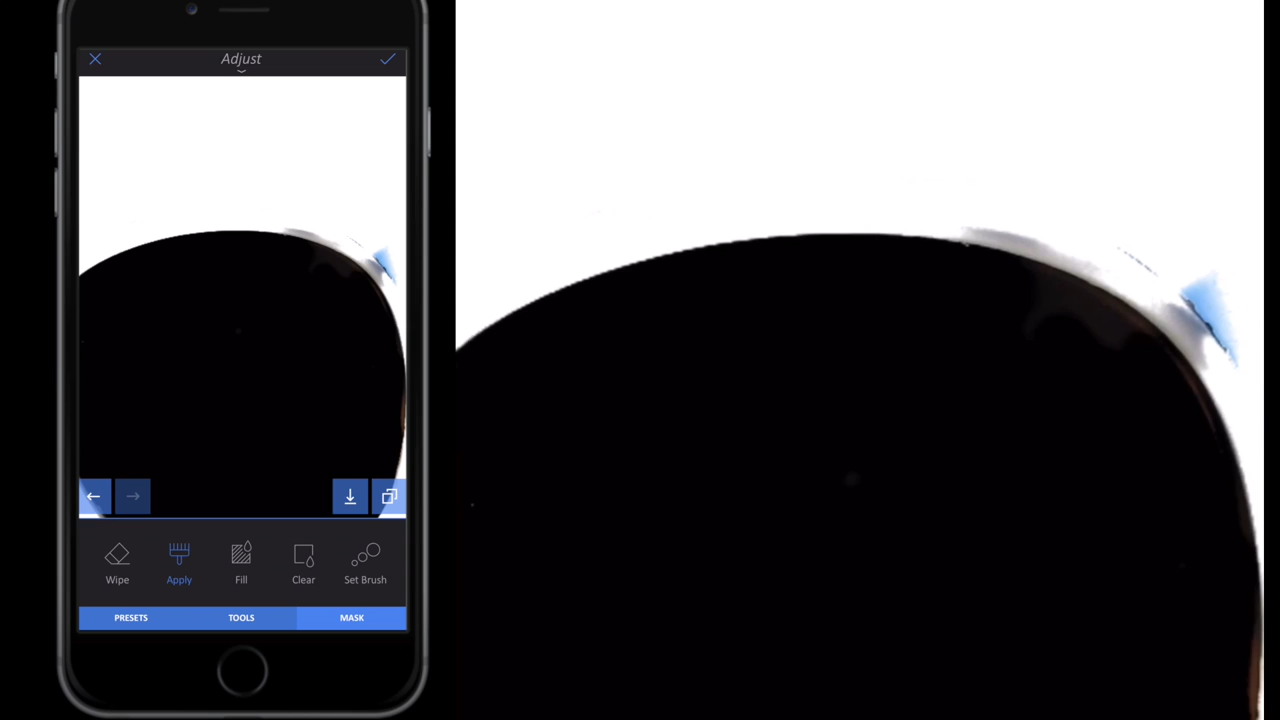 Adjust
Wipe
Apply
Fill
Clear
Set Brush
PRESETS
TOOLS
MASK